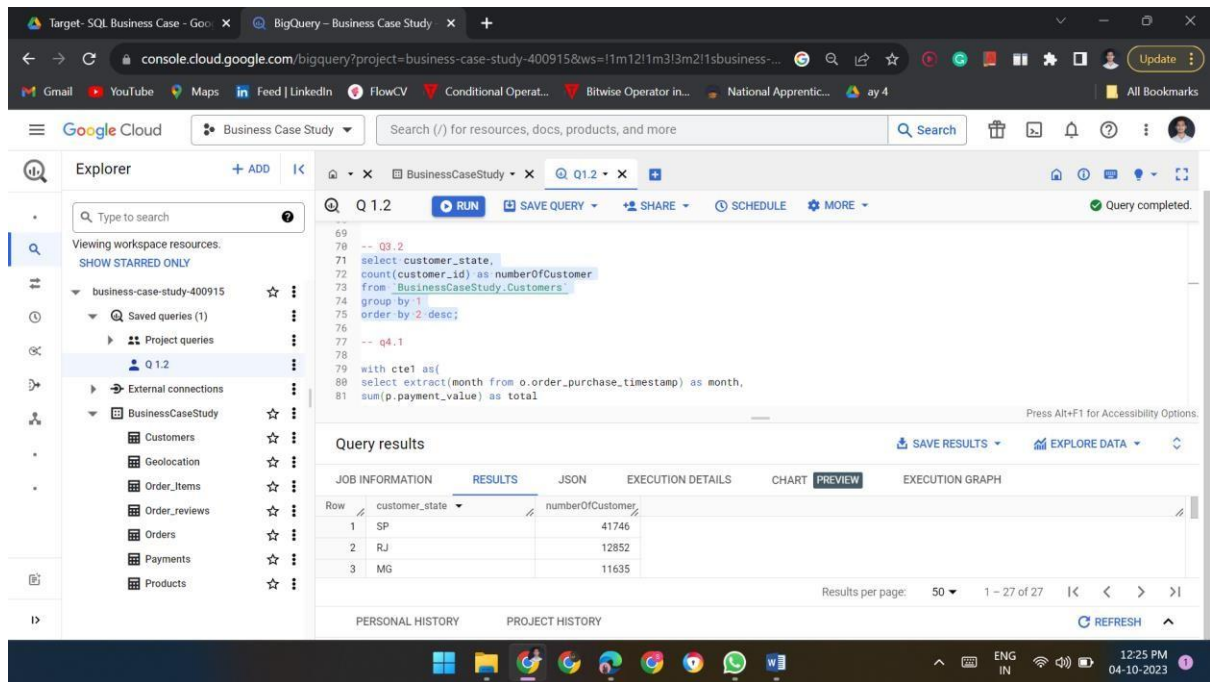 Target- SQL Business Case - Goo
BigQuery – Business Case Study
console.cloud.google.com/bigquery?project=business-case-study-400915&ws=!1m12!1m3!3m2!1sbusiness-...
Update
Gmail YouTube Maps Feed | LinkedIn FlowCV Conditional Operat... Bitwise Operator in... National Apprentic... ay 4 All Bookmarks
Google Cloud Business Case Study Search (/) for resources, docs, products, and more Search
Explorer + ADD
BusinessCaseStudy Q1.2
Type to search
Q 1.2 RUN SAVE QUERY SHARE SCHEDULE MORE Query completed.
Viewing workspace resources.
SHOW STARRED ONLY
business-case-study-400915
Saved queries (1)
Project queries
Q 1.2
External connections
BusinessCaseStudy
Customers
Geolocation
Order_Items
Order_reviews
Orders
Payments
Products
69
70 -- Q3.2
71 select customer_state,
72 count(customer_id) as numberOfCustomer
73 from `BusinessCaseStudy.Customers`
74 group by 1
75 order by 2 desc;
76
77 -- q4.1
78
79 with cte1 as(
80 select extract(month from o.order_purchase_timestamp) as month,
81 sum(p.payment_value) as total
Press Alt+F1 for Accessibility Options.
Query results SAVE RESULTS EXPLORE DATA
JOB INFORMATION RESULTS JSON EXECUTION DETAILS CHART PREVIEW EXECUTION GRAPH
Row customer_state numberOfCustomer
1 SP 41746
2 RJ 12852
3 MG 11635
Results per page: 50 1 – 27 of 27
PERSONAL HISTORY PROJECT HISTORY REFRESH
ENG
IN
12:25 PM
04-10-2023
1